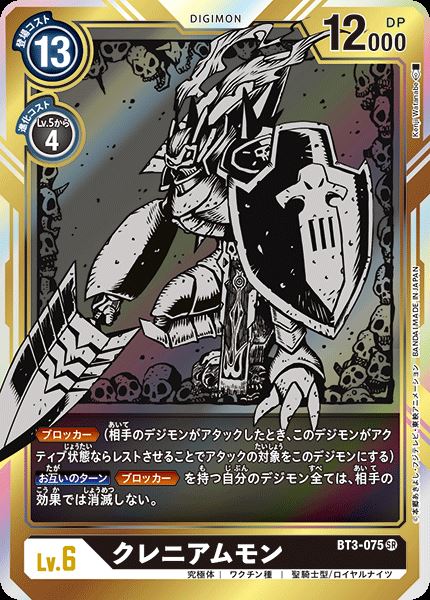 DIGIMON
登場コスト
13
12000 DP
進化コスト
Lv.5から
4
Kenji Watanabe
ブロッカー (相手のデジモンがアタックしたとき、このデジモンがアク
ティブ状態ならレストさせることでアタックの対象をこのデジモンにする)
お互いのターン ブロッカー を持つ自分のデジモン全ては、相手の
効果では消滅しない。
©本郷あきよし・フジテレビ・東映アニメーション BANDAI,MADE IN JAPAN
BT3-075 SR
Lv.6 クレニアムモン
究極体 | ワクチン種 | 聖騎士型/ロイヤルナイツ